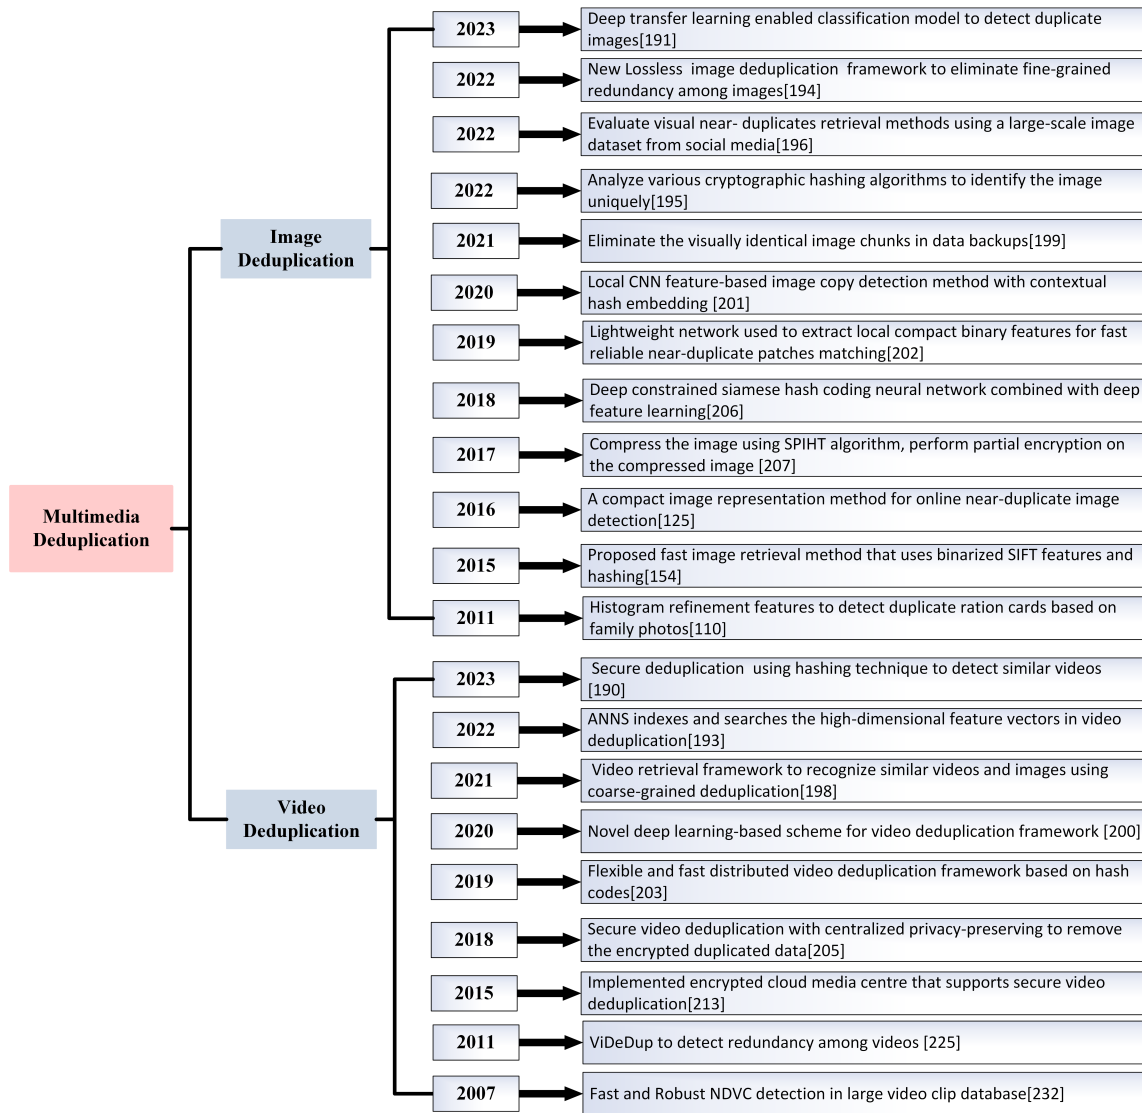 Multimedia
Deduplication
Image
Deduplication
2023
Deep transfer learning enabled classification model to detect duplicate
images[191]
2022
New Lossless image deduplication framework to eliminate fine-grained
redundancy among images[194]
2022
Evaluate visual near- duplicates retrieval methods using a large-scale image
dataset from social media[196]
2022
Analyze various cryptographic hashing algorithms to identify the image
uniquely[195]
2021
Eliminate the visually identical image chunks in data backups[199]
2020
Local CNN feature-based image copy detection method with contextual
hash embedding [201]
2019
Lightweight network used to extract local compact binary features for fast
reliable near-duplicate patches matching[202]
2018
Deep constrained siamese hash coding neural network combined with deep
feature learning[206]
2017
Compress the image using SPIHT algorithm, perform partial encryption on
the compressed image [207]
2016
A compact image representation method for online near-duplicate image
detection[125]
2015
Proposed fast image retrieval method that uses binarized SIFT features and
hashing[154]
2011
Histogram refinement features to detect duplicate ration cards based on
family photos[110]
Video
Deduplication
2023
Secure deduplication using hashing technique to detect similar videos
[190]
2022
ANNS indexes and searches the high-dimensional feature vectors in video
deduplication[193]
2021
Video retrieval framework to recognize similar videos and images using
coarse-grained deduplication[198]
2020
Novel deep learning-based scheme for video deduplication framework [200]
2019
Flexible and fast distributed video deduplication framework based on hash
codes[203]
2018
Secure video deduplication with centralized privacy-preserving to remove
the encrypted duplicated data[205]
2015
Implemented encrypted cloud media centre that supports secure video
deduplication[213]
2011
ViDeDup to detect redundancy among videos [225]
2007
Fast and Robust NDVC detection in large video clip database[232]